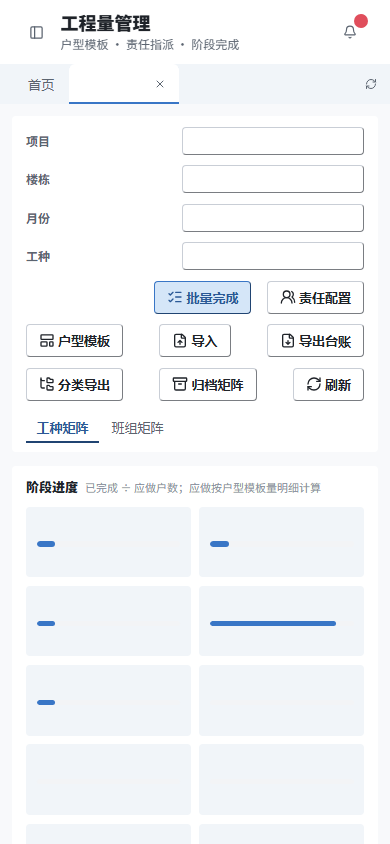 工程量管理
户型模板 • 责任指派 • 阶段完成
首页
项目
楼栋
月份
工种
批量完成
责任配置
户型模板
导入
导出台账
分类导出
归档矩阵
刷新
工种矩阵
班组矩阵
阶段进度 已完成 ÷ 应做户数；应做按户型模板量明细计算